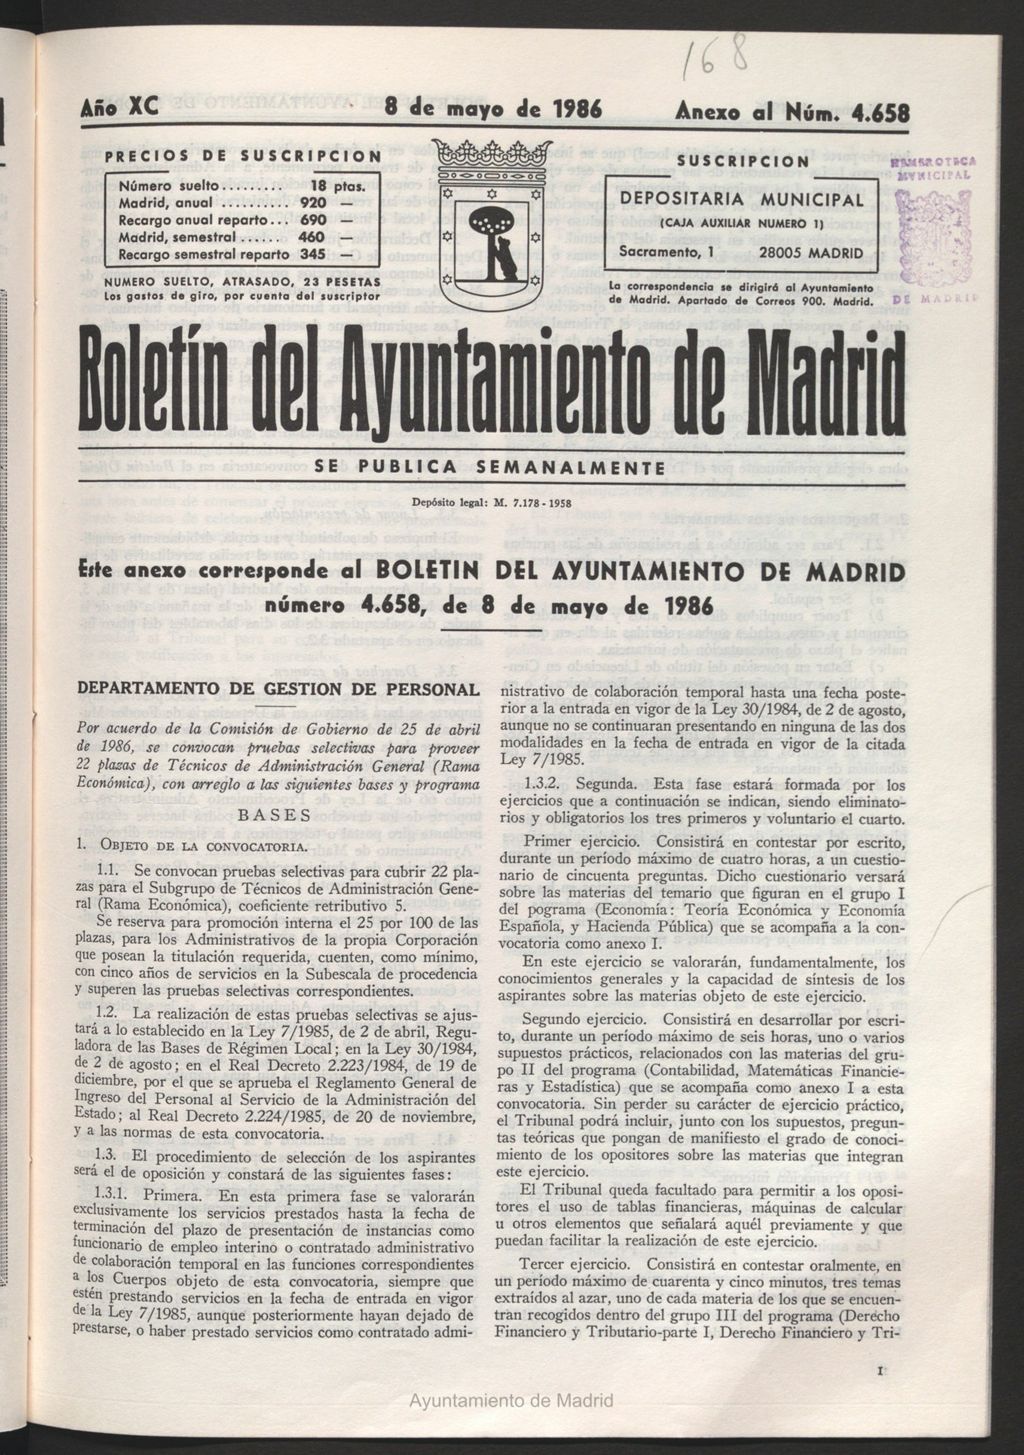 168
Año XC
8 de mayo de 1986
Anexo al Núm. 4.658
PRECIOS DE SUSCRIPCION
Número suelto......... 18 ptas.
Madrid, anual .......... 920 —
Recargo anual reparto... 690 —
Madrid, semestral ...... 460 —
Recargo semestral reparto 345 —
NUMERO SUELTO, ATRASADO, 23 PESETAS
Los gastos de giro, por cuenta del suscriptor
SUSCRIPCION
DEPOSITARIA MUNICIPAL
(CAJA AUXILIAR NUMERO 1)
Sacramento, 1 28005 MADRID
La correspondencia se dirigirá al Ayuntamiento
de Madrid. Apartado de Correos 900. Madrid.
HEMEROTECA
MVNICIPAL
DE MADRID
Boletín del Ayuntamiento de Madrid
SE PUBLICA SEMANALMENTE
Depósito legal: M. 7.178 - 1958
Este anexo corresponde al BOLETIN DEL AYUNTAMIENTO DE MADRID
número 4.658, de 8 de mayo de 1986
DEPARTAMENTO DE GESTION DE PERSONAL
Por acuerdo de la Comisión de Gobierno de 25 de abril
de 1986, se convocan pruebas selectivas para proveer
22 plazas de Técnicos de Administración General (Rama
Económica), con arreglo a las siguientes bases y programa
BASES
1. OBJETO DE LA CONVOCATORIA.
1.1. Se convocan pruebas selectivas para cubrir 22 pla-
zas para el Subgrupo de Técnicos de Administración Gene-
ral (Rama Económica), coeficiente retributivo 5.
Se reserva para promoción interna el 25 por 100 de las
plazas, para los Administrativos de la propia Corporación
que posean la titulación requerida, cuenten, como mínimo,
con cinco años de servicios en la Subescala de procedencia
y superen las pruebas selectivas correspondientes.
1.2. La realización de estas pruebas selectivas se ajus-
tará a lo establecido en la Ley 7/1985, de 2 de abril, Regu-
ladora de las Bases de Régimen Local; en la Ley 30/1984,
de 2 de agosto; en el Real Decreto 2.223/1984, de 19 de
diciembre, por el que se aprueba el Reglamento General de
Ingreso del Personal al Servicio de la Administración del
Estado; al Real Decreto 2.224/1985, de 20 de noviembre,
y a las normas de esta convocatoria.
1.3. El procedimiento de selección de los aspirantes
será el de oposición y constará de las siguientes fases:
1.3.1. Primera. En esta primera fase se valorarán
exclusivamente los servicios prestados hasta la fecha de
terminación del plazo de presentación de instancias como
funcionario de empleo interino o contratado administrativo
de colaboración temporal en las funciones correspondientes
a los Cuerpos objeto de esta convocatoria, siempre que
estén prestando servicios en la fecha de entrada en vigor
de la Ley 7/1985, aunque posteriormente hayan dejado de
prestarse, o haber prestado servicios como contratado admi-
nistrativo de colaboración temporal hasta una fecha poste-
rior a la entrada en vigor de la Ley 30/1984, de 2 de agosto,
aunque no se continuaran presentando en ninguna de las dos
modalidades en la fecha de entrada en vigor de la citada
Ley 7/1985.
1.3.2. Segunda. Esta fase estará formada por los
ejercicios que a continuación se indican, siendo eliminato-
rios y obligatorios los tres primeros y voluntario el cuarto.
Primer ejercicio. Consistirá en contestar por escrito,
durante un período máximo de cuatro horas, a un cuestio-
nario de cincuenta preguntas. Dicho cuestionario versará
sobre las materias del temario que figuran en el grupo I
del pograma (Economía: Teoría Económica y Economía
Española, y Hacienda Pública) que se acompaña a la con-
vocatoria como anexo I.
En este ejercicio se valorarán, fundamentalmente, los
conocimientos generales y la capacidad de síntesis de los
aspirantes sobre las materias objeto de este ejercicio.
Segundo ejercicio. Consistirá en desarrollar por escri-
to, durante un período máximo de seis horas, uno o varios
supuestos prácticos, relacionados con las materias del gru-
po II del programa (Contabilidad, Matemáticas Financie-
ras y Estadística) que se acompaña como anexo I a esta
convocatoria. Sin perder su carácter de ejercicio práctico,
el Tribunal podrá incluir, junto con los supuestos, pregun-
tas teóricas que pongan de manifiesto el grado de conoci-
miento de los opositores sobre las materias que integran
este ejercicio.
El Tribunal queda facultado para permitir a los oposi-
tores el uso de tablas financieras, máquinas de calcular
u otros elementos que señalará aquél previamente y que
puedan facilitar la realización de este ejercicio.
Tercer ejercicio. Consistirá en contestar oralmente, en
un período máximo de cuarenta y cinco minutos, tres temas
extraídos al azar, uno de cada materia de los que se encuen-
tran recogidos dentro del grupo III del programa (Derecho
Financiero y Tributario-parte I, Derecho Financiero y Tri-
I
Ayuntamiento de Madrid